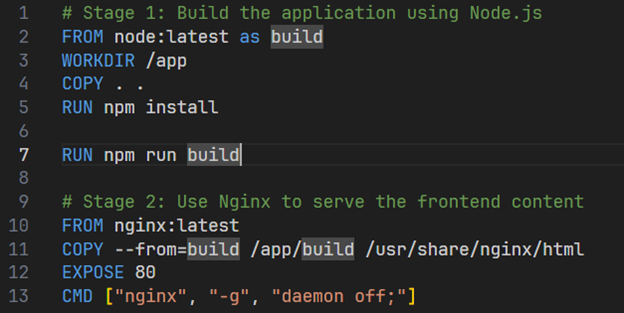 1 # Stage 1: Build the application using Node.js
2 FROM node:latest as build
3 WORKDIR /app
4 COPY . .
5 RUN npm install
6
7 RUN npm run build
8
9 # Stage 2: Use Nginx to serve the frontend content
10 FROM nginx:latest
11 COPY --from=build /app/build /usr/share/nginx/html
12 EXPOSE 80
13 CMD ["nginx", "-g", "daemon off;"]